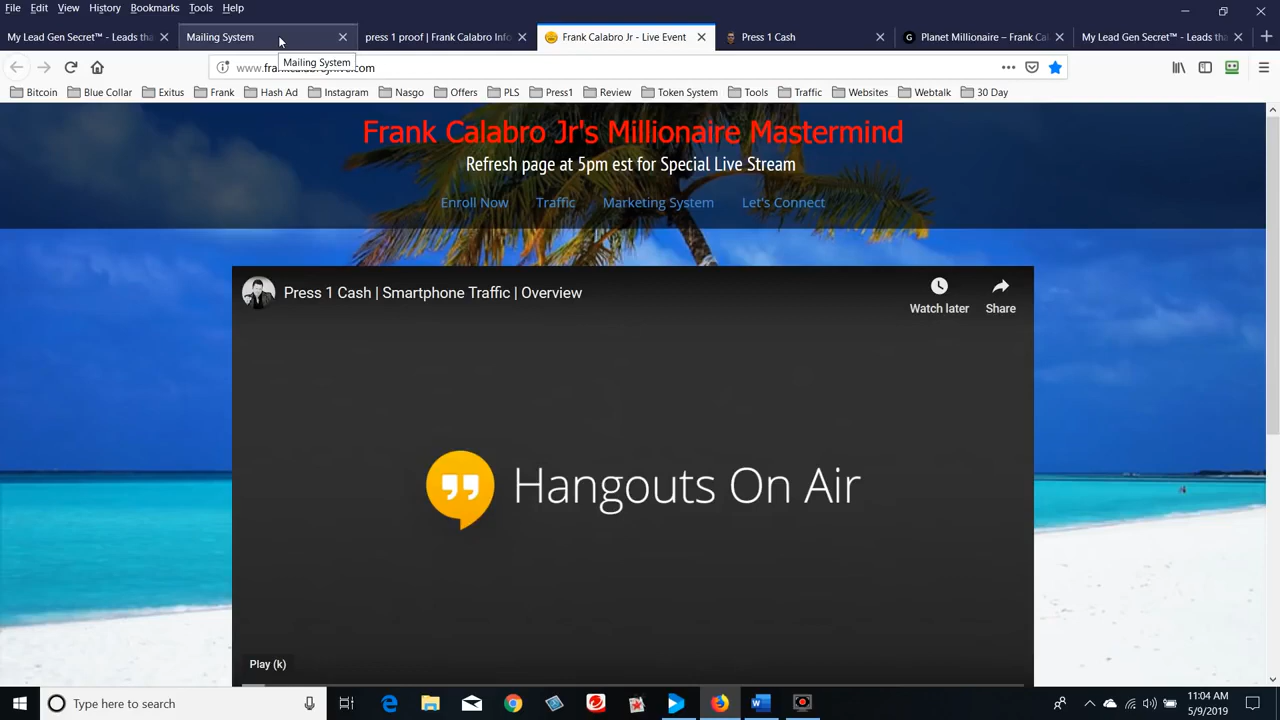 File Edit View History Bookmarks Tools Help
My Lead Gen Secret™ - Leads tha Mailing System press 1 proof | Frank Calabro Info Frank Calabro Jr - Live Event Press 1 Cash Planet Millionaire – Frank Cal My Lead Gen Secret™ - Leads tha
Mailing System
Bitcoin Blue Collar Exitus Frank Hash Ad Instagram Nasgo Offers PLS Press1 Review Token System Tools Traffic Websites Webtalk 30 Day
Frank Calabro Jr's Millionaire Mastermind
Refresh page at 5pm est for Special Live Stream
Enroll Now Traffic Marketing System Let's Connect
Press 1 Cash | Smartphone Traffic | Overview
Watch later Share
Hangouts On Air
Play (k)
Type here to search
11:04 AM
5/9/2019